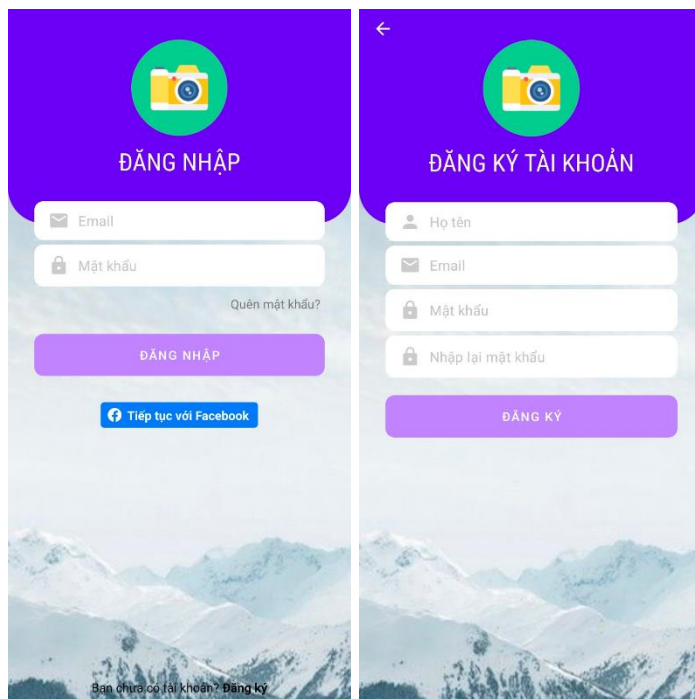 ĐĂNG NHẬP
Email
Mật khẩu
Quên mật khẩu?
ĐĂNG NHẬP
Tiếp tục với Facebook
Bạn chưa có tài khoản? Đăng ký
ĐĂNG KÝ TÀI KHOẢN
Họ tên
Email
Mật khẩu
Nhập lại mật khẩu
ĐĂNG KÝ